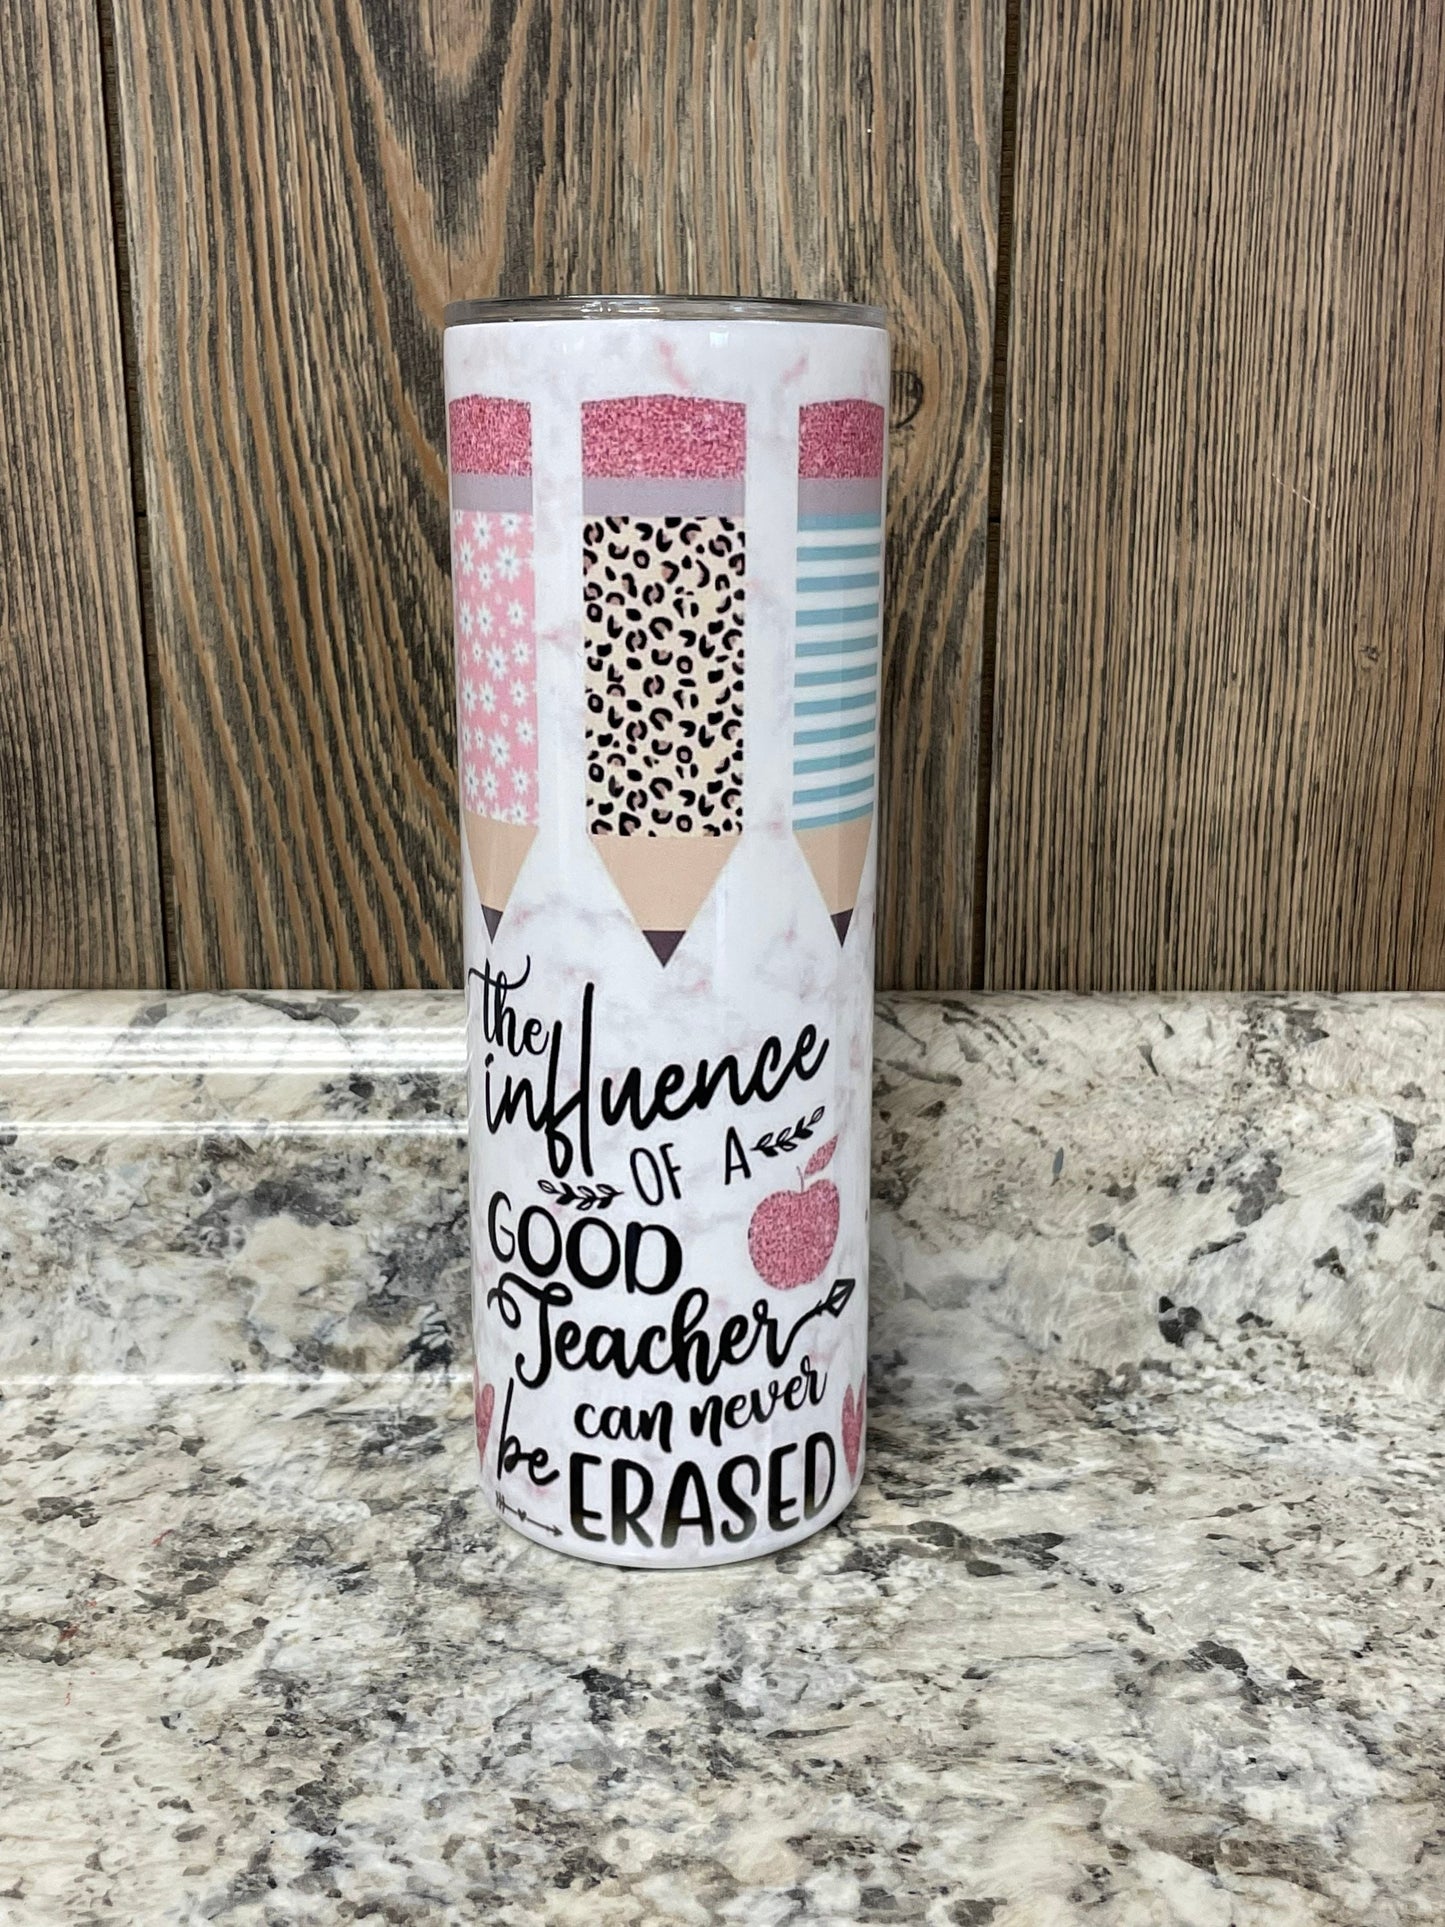 the
influence
OF A
GOOD
Teacher
can never
be ERASED